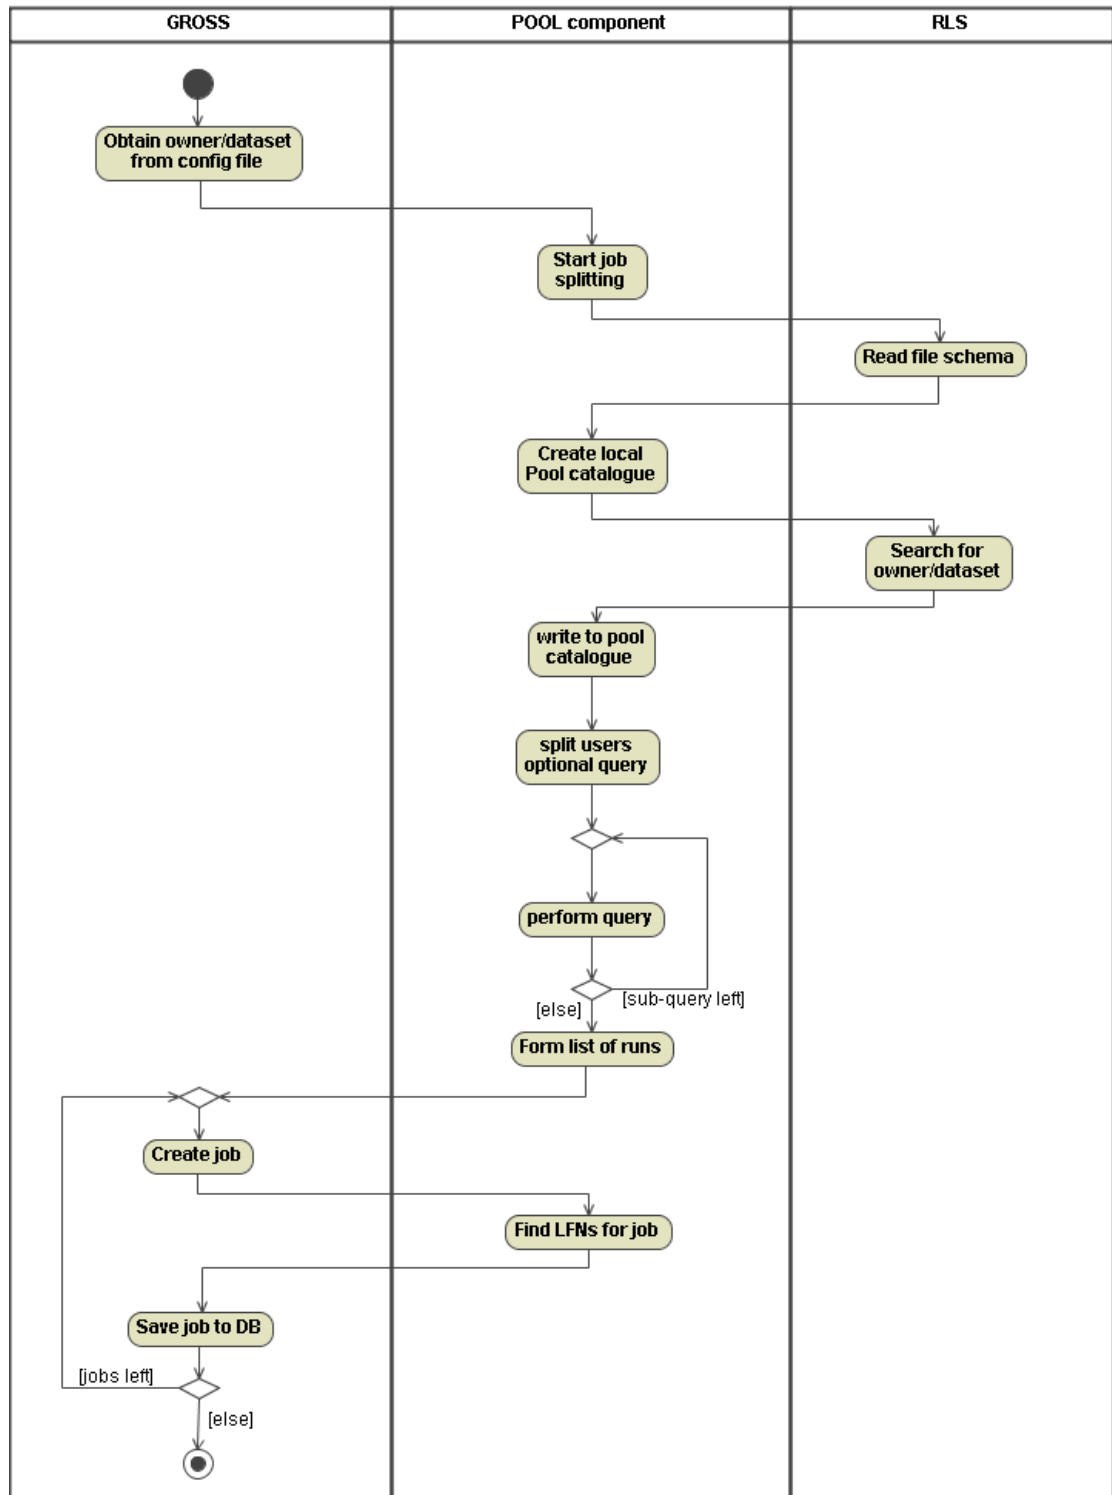 GROSS
POOL component
RLS
Obtain owner/dataset
from config file
Start job
splitting
Read file schema
Create local
Pool catalogue
Search for
owner/dataset
write to pool
catalogue
split users
optional query
perform query
[else]
[sub-query left]
Form list of runs
Create job
Find LFNs for job
Save job to DB
[jobs left]
[else]